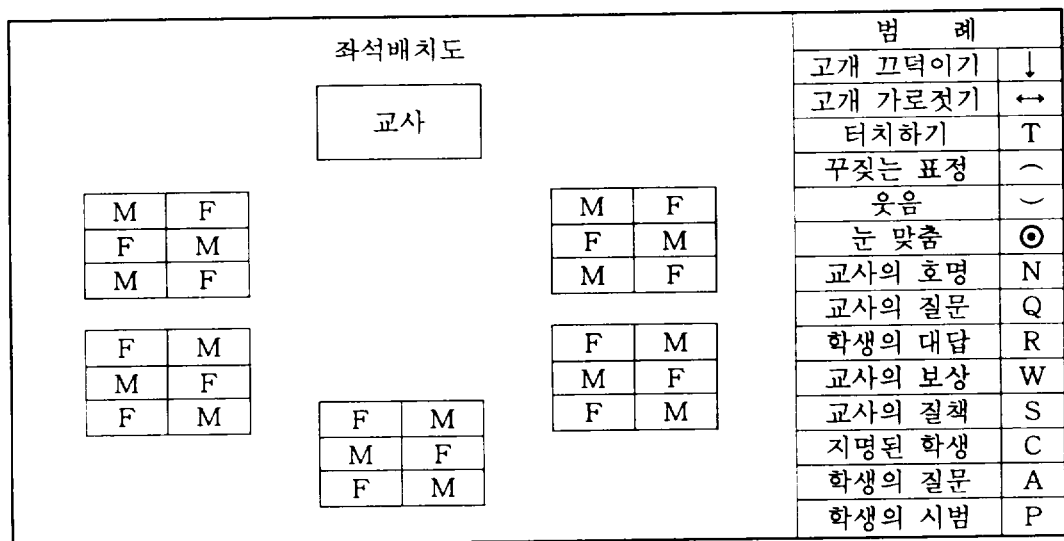 좌석배치도
교사
M F
F M
M F
M F
F M
M F
F M
M F
F M
F M
M F
F M
F M
M F
F M
범 례
고개 끄덕이기 ↓
고개 가로젓기 ↔
터치하기 T
꾸짖는 표정 ⌢
웃음 ⌣
눈 맞춤 ⊙
교사의 호명 N
교사의 질문 Q
학생의 대답 R
교사의 보상 W
교사의 질책 S
지명된 학생 C
학생의 질문 A
학생의 시범 P